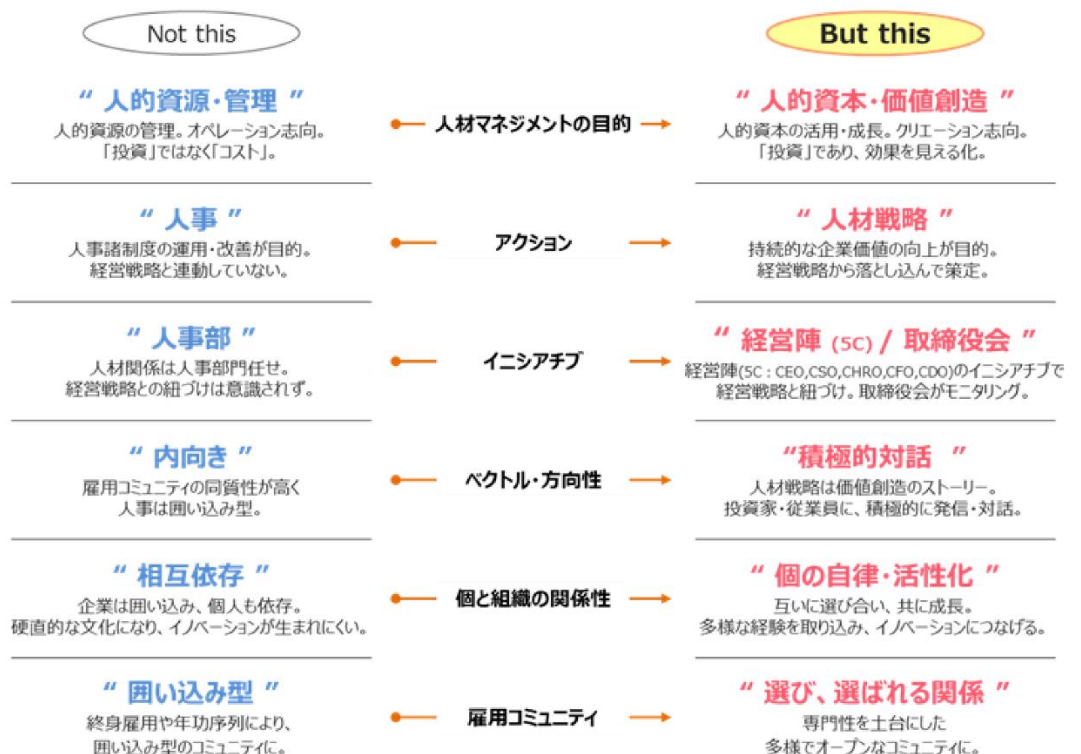 Not this
But this
“ 人的資源・管理 ”
人的資源の管理。オペレーション志向。
「投資」ではなく「コスト」。
人材マネジメントの目的
“ 人的資本・価値創造 ”
人的資本の活用・成長。クリエーション志向。
「投資」であり、効果を見える化。
“ 人事 ”
人事諸制度の運用・改善が目的。
経営戦略と連動していない。
アクション
“ 人材戦略 ”
持続的な企業価値の向上が目的。
経営戦略から落とし込んで策定。
“ 人事部 ”
人材関係は人事部門任せ。
経営戦略との紐づけは意識されず。
イニシアチブ
“ 経営陣 (5C) / 取締役会 ”
経営陣(5C : CEO,CSO,CHRO,CFO,CDO)のイニシアチブで
経営戦略と紐づけ。取締役会がモニタリング。
“ 内向き ”
雇用コミュニティの同質性が高く
人事は囲い込み型。
ベクトル・方向性
“積極的対話 ”
人材戦略は価値創造のストーリー。
投資家・従業員に、積極的に発信・対話。
“ 相互依存 ”
企業は囲い込み、個人も依存。
硬直的な文化になり、イノベーションが生まれにくい。
個と組織の関係性
“ 個の自律・活性化 ”
互いに選び合い、共に成長。
多様な経験を取り込み、イノベーションにつなげる。
“ 囲い込み型 ”
終身雇用や年功序列により、
囲い込み型のコミュニティに。
雇用コミュニティ
“ 選び、選ばれる関係 ”
専門性を土台にした
多様でオープンなコミュニティに。